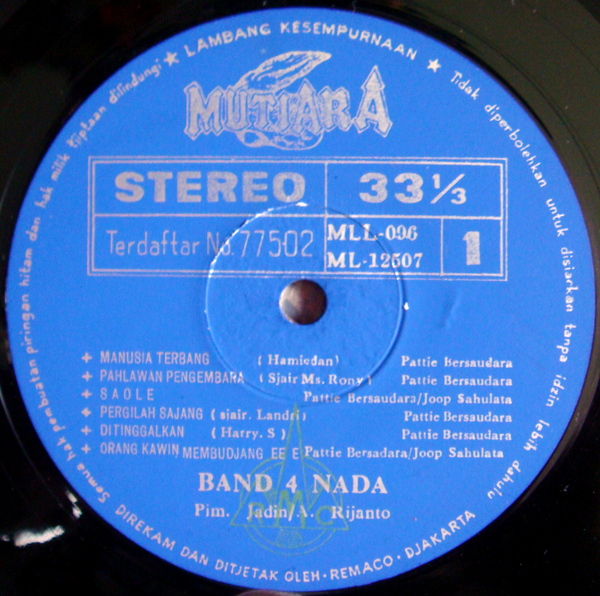 ★ LAMBANG KESEMPURNAAN ★
Tidak diperbolehkan untuk disiarkan tanpa idzin lebih dahulu
MUTIARA
STEREO 33 1/3
Terdaftar No. 77502 MLL-096 1
ML-12507
+ MANUSIA TERBANG (Hamiedan) Pattie Bersaudara
+ PAHLAWAN PENGEMBARA (Sjair Ms. Rony) Pattie Bersaudara
+ SAOLE Pattie Bersaudara/Joop Sahulata
+ PERGILAH SAJANG (sjair. Landri) Pattie Bersaudara
+ DITINGGALKAN (Harry. S) Pattie Bersaudara
+ ORANG KAWIN MEMBUDJANG EE S Pattie Bersadara/Joop Sahulata
BAND 4 NADA
Pim. Jadin/A. Rijanto
RMC
Semua hak pembuatan piringan hitam dan hak milik tjiptaan dilindungi
DIREKAM DAN DITJETAK OLEH - REMACO - DJAKARTA